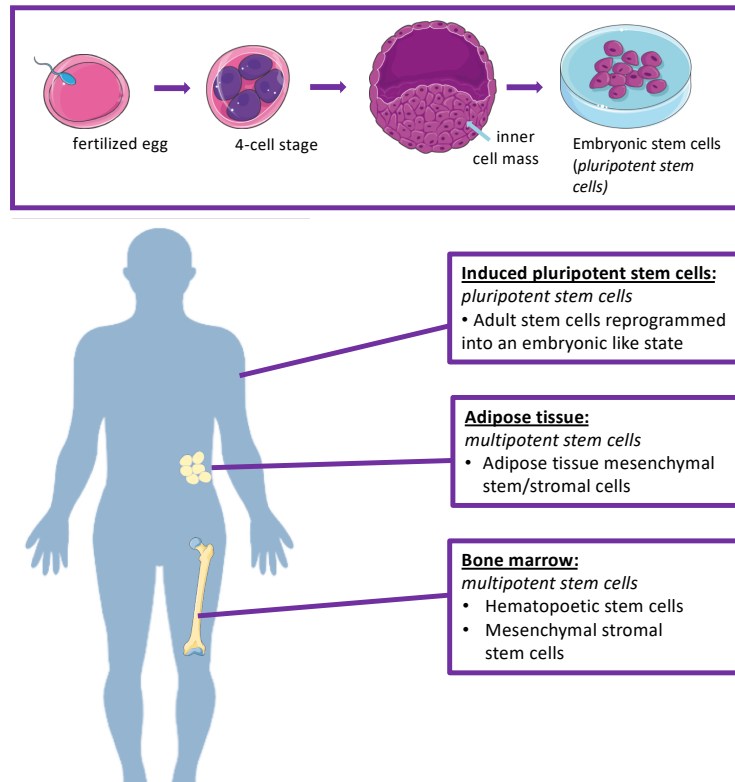 fertilized egg
4-cell stage
inner
cell mass
Embryonic stem cells
(pluripotent stem
cells)
Induced pluripotent stem cells:
pluripotent stem cells
• Adult stem cells reprogrammed
into an embryonic like state
Adipose tissue:
multipotent stem cells
• Adipose tissue mesenchymal
stem/stromal cells
Bone marrow:
multipotent stem cells
• Hematopoetic stem cells
• Mesenchymal stromal
stem cells